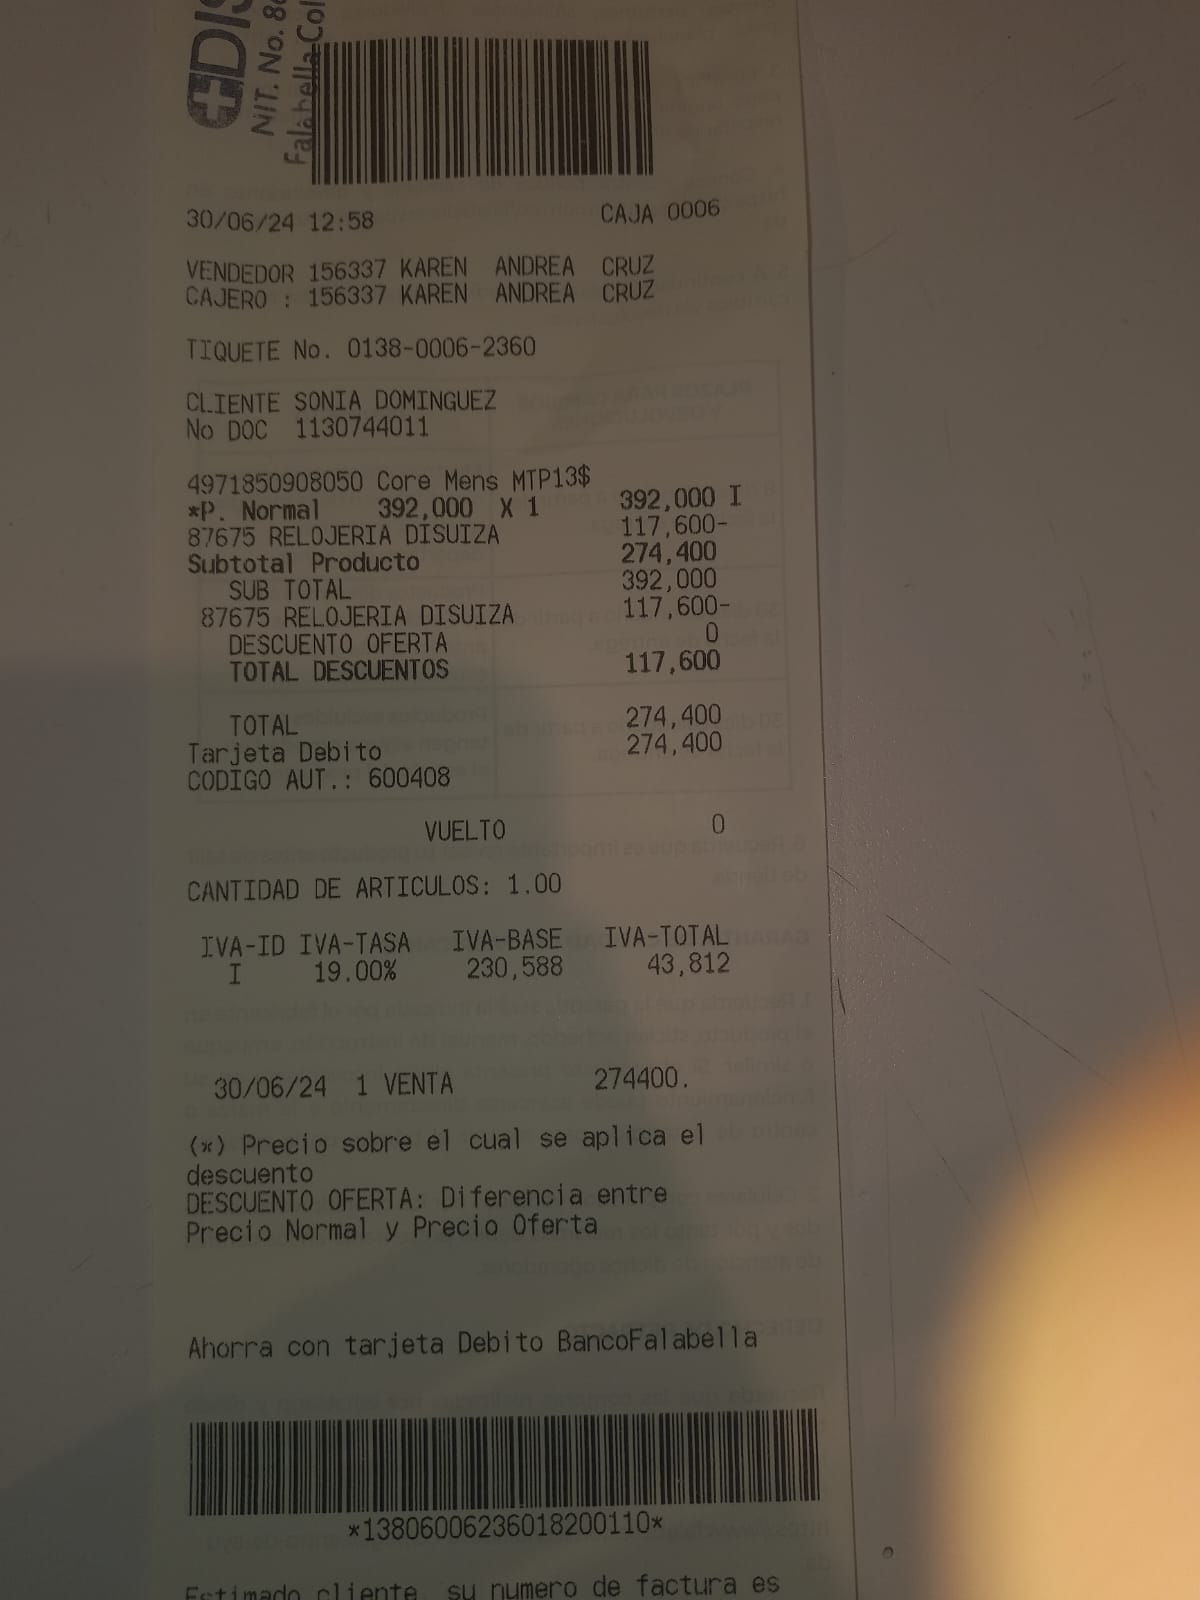 DIS
NIT. No. 8
Falabella Col
30/06/24 12:58 CAJA 0006
VENDEDOR 156337 KAREN ANDREA CRUZ
CAJERO : 156337 KAREN ANDREA CRUZ
TIQUETE No. 0138-0006-2360
CLIENTE SONIA DOMINGUEZ
No DOC 1130744011
4971850908050 Core Mens MTP13$
*P. Normal 392,000 X 1 392,000 I
87675 RELOJERIA DISUIZA 117,600-
Subtotal Producto 274,400
SUB TOTAL 392,000
87675 RELOJERIA DISUIZA 117,600-
DESCUENTO OFERTA 0
TOTAL DESCUENTOS 117,600
TOTAL 274,400
Tarjeta Debito 274,400
CODIGO AUT.: 600408
VUELTO 0
CANTIDAD DE ARTICULOS: 1.00
IVA-ID IVA-TASA IVA-BASE IVA-TOTAL
I 19.00% 230,588 43,812
30/06/24 1 VENTA 274400.
(*) Precio sobre el cual se aplica el
descuento
DESCUENTO OFERTA: Diferencia entre
Precio Normal y Precio Oferta
Ahorra con tarjeta Debito BancoFalabella
*13806006236018200110*
Estimado cliente, su numero de factura es